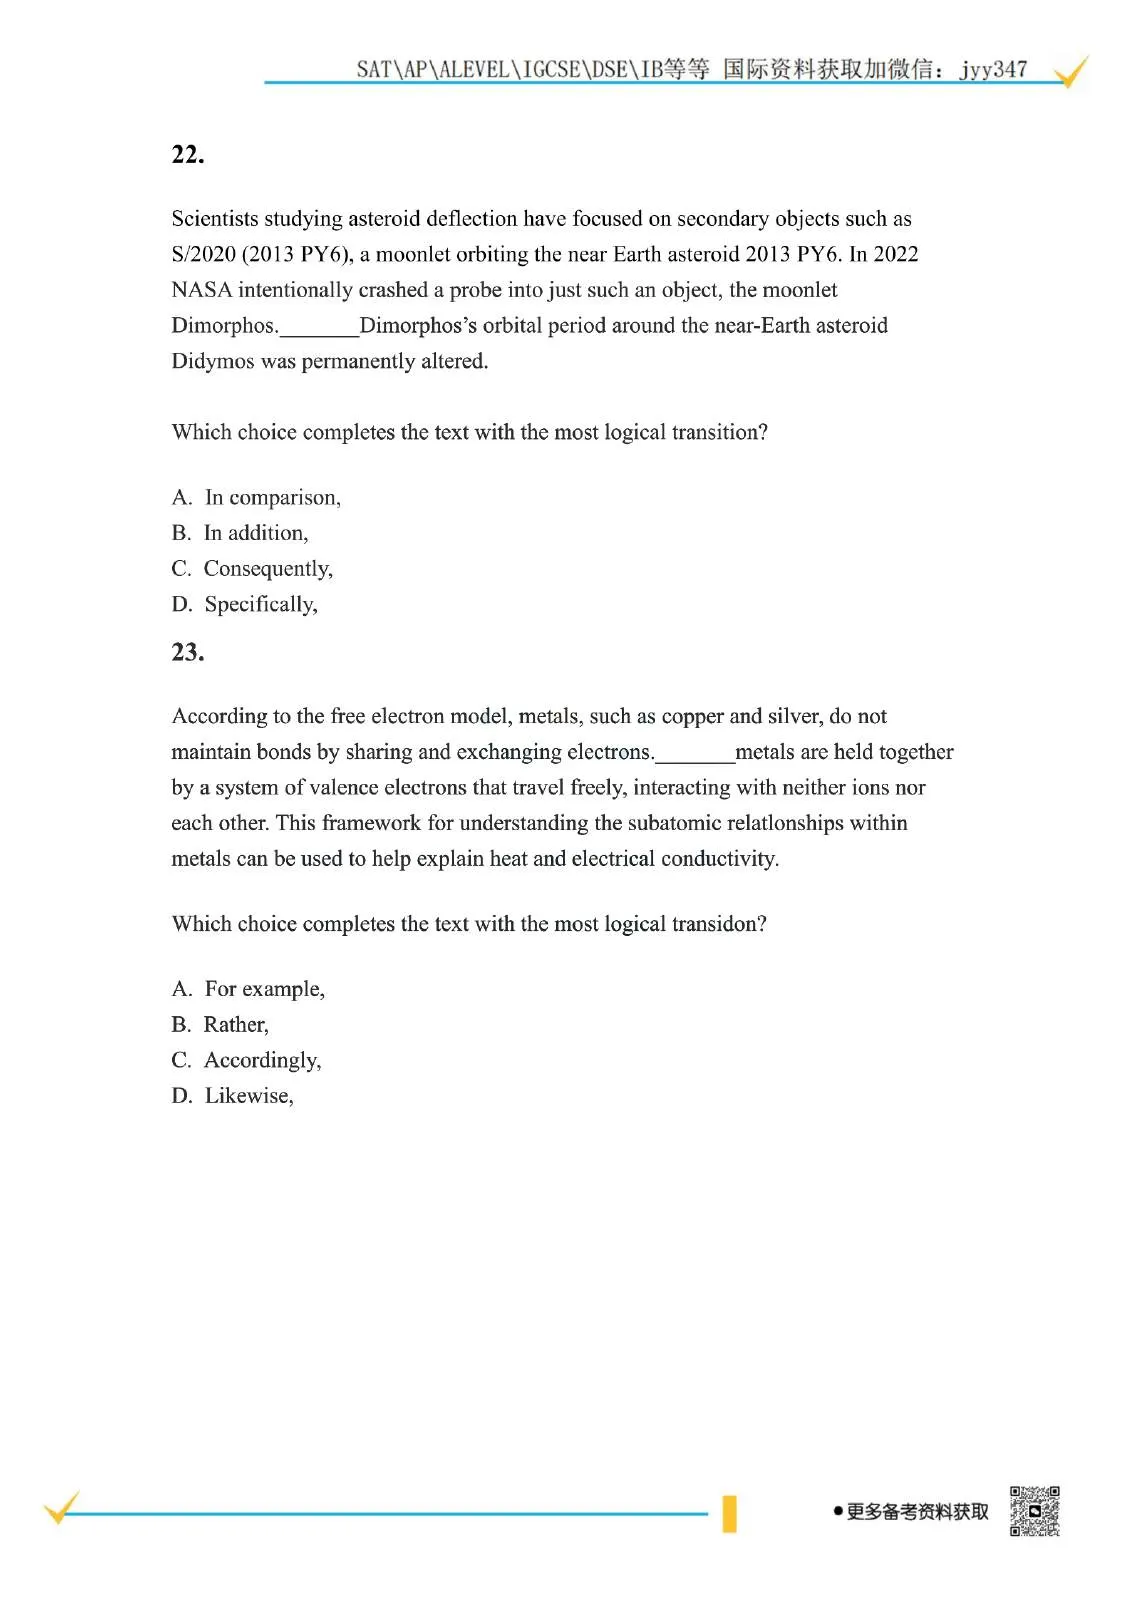 SAT\AP\ALEVEL\IGCSE\DSE\IB等等 国际资料获取加微信：jyy347
22.
Scientists studying asteroid deflection have focused on secondary objects such as
S/2020 (2013 PY6), a moonlet orbiting the near Earth asteroid 2013 PY6. In 2022
NASA intentionally crashed a probe into just such an object, the moonlet
Dimorphos._______Dimorphos’s orbital period around the near-Earth asteroid
Didymos was permanently altered.
Which choice completes the text with the most logical transition?
A. In comparison,
B. In addition,
C. Consequently,
D. Specifically,
23.
According to the free electron model, metals, such as copper and silver, do not
maintain bonds by sharing and exchanging electrons._______metals are held together
by a system of valence electrons that travel freely, interacting with neither ions nor
each other. This framework for understanding the subatomic relatlonships within
metals can be used to help explain heat and electrical conductivity.
Which choice completes the text with the most logical transidon?
A. For example,
B. Rather,
C. Accordingly,
D. Likewise,
●更多备考资料获取